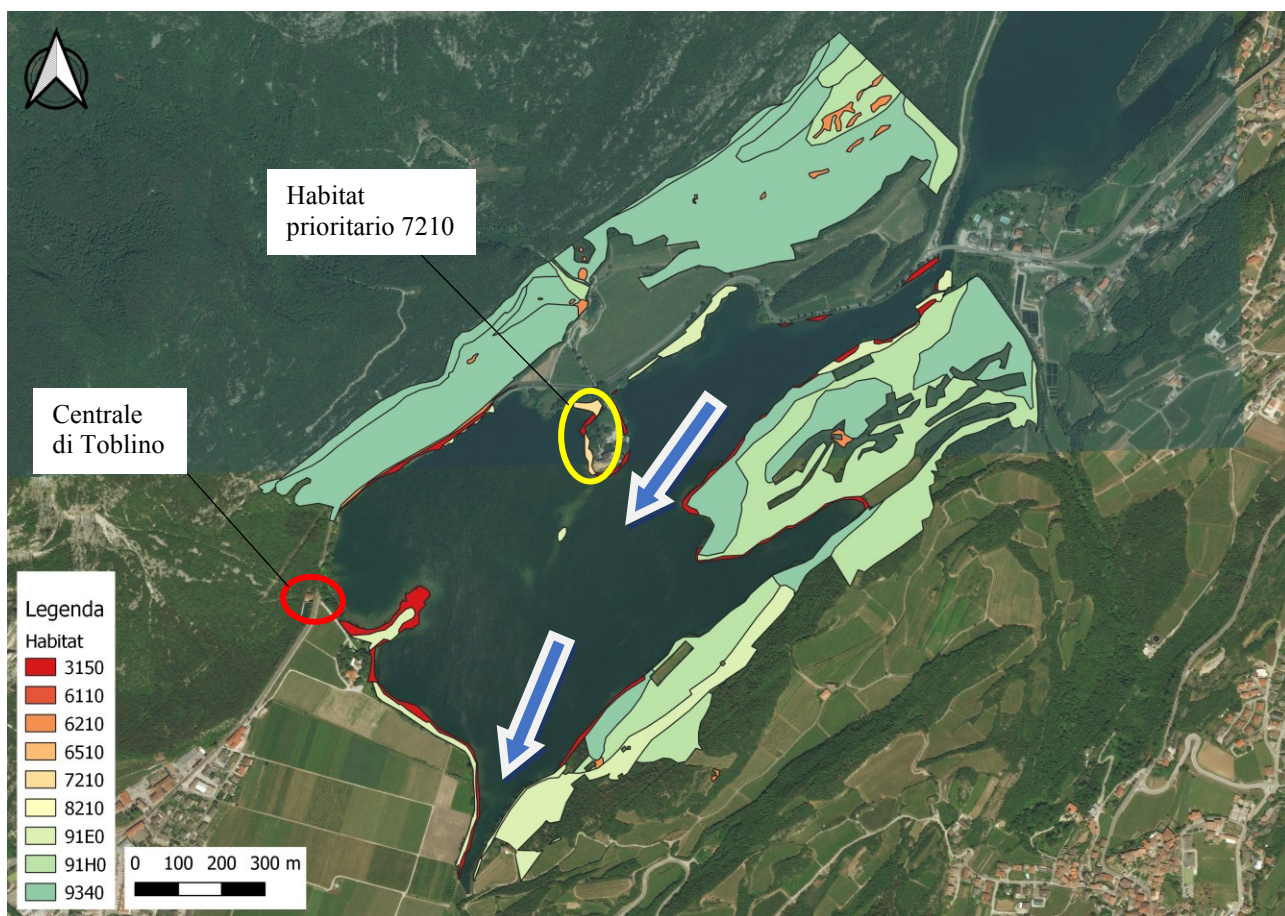 Habitat
prioritario 7210
Centrale
di Toblino
Legenda
Habitat
3150
6110
6210
6510
7210
8210
91E0
91H0
9340
0 100 200 300 m